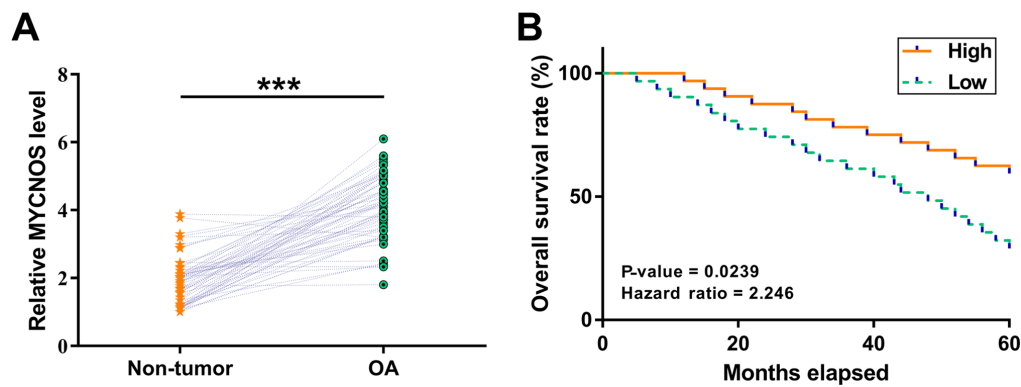 A
Relative MYCNOS level
8
6
4
2
0
***
Non-tumor
OA
B
Overall survival rate (%)
100
50
0
High
Low
P-value = 0.0239
Hazard ratio = 2.246
0
20
40
60
Months elapsed